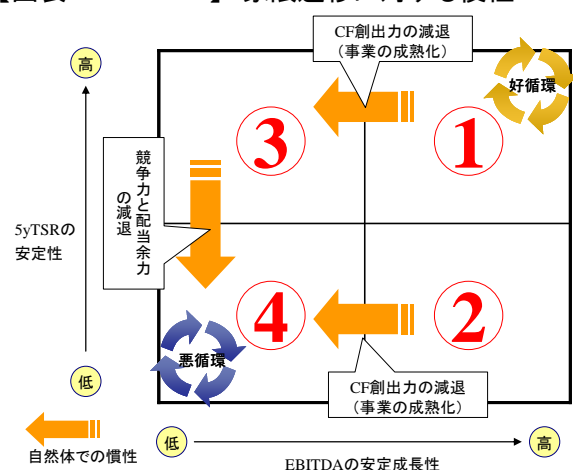 CF創出力の減退
（事業の成熟化）
高
好循環
③
①
競争力と配当余力
の減退
5yTSRの
安定性
④
②
悪循環
CF創出力の減退
（事業の成熟化）
低
自然体での慣性
低
高
EBITDAの安定成長性